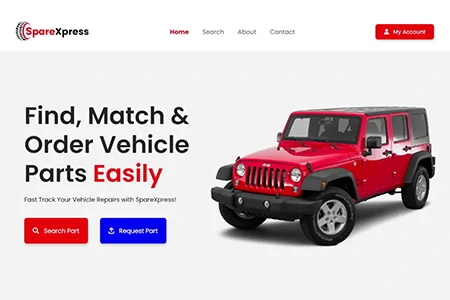 SpareXpress
Home Search About Contact
My Account
Find, Match &
Order Vehicle
Parts Easily
Fast Track Your Vehicle Repairs with SpareXpress!
Search Part
Request Part
Jeep